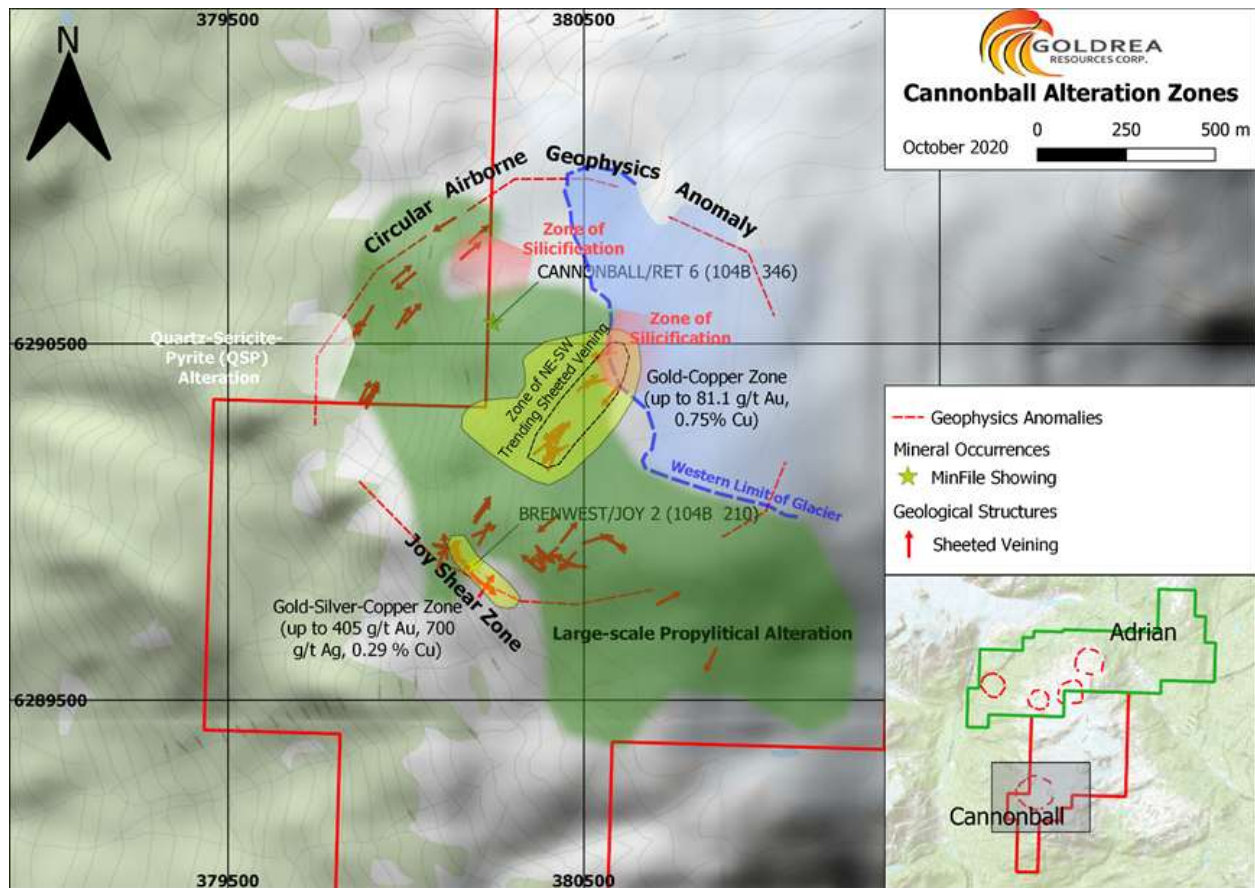 379500
380500
N
GOLDREA
RESOURCES CORP.
Cannonball Alteration Zones
October 2020
0 250 500 m
Circular Airborne Geophysics Anomaly
Zone of
Silicification
CANNONBALL/RET 6 (104B 346)
Quartz-Sericite-
Pyrite (QSP)
Alteration
6290500
6290500
Zone of
Silicification
Zone of NE-SW
Trending Sheeted Veining
Gold-Copper Zone
(up to 81.1 g/t Au,
0.75% Cu)
Western Limit of Glacier
BRENWEST/JOY 2 (104B 210)
Joy Shear Zone
Gold-Silver-Copper Zone
(up to 405 g/t Au, 700
g/t Ag, 0.29 % Cu)
Large-scale Propylitical Alteration
6289500
6289500
379500
380500
Geophysics Anomalies
Mineral Occurrences
MinFile Showing
Geological Structures
Sheeted Veining
Adrian
Cannonball